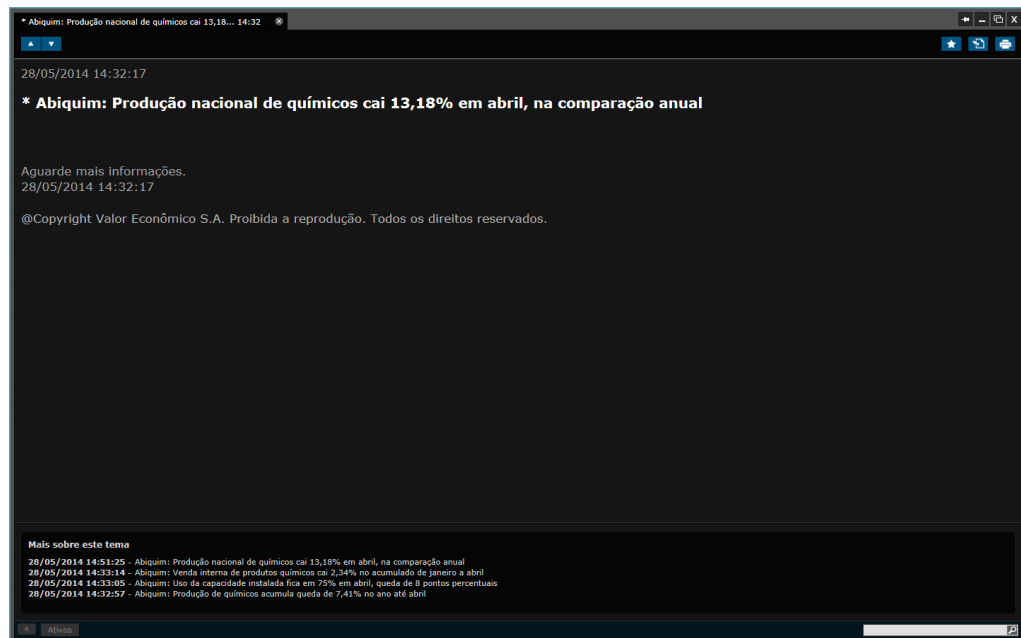 * Abiquim: Produção nacional de químicos cai 13,18... 14:32
28/05/2014 14:32:17
* Abiquim: Produção nacional de químicos cai 13,18% em abril, na comparação anual
Aguarde mais informações.
28/05/2014 14:32:17
@Copyright Valor Econômico S.A. Proibida a reprodução. Todos os direitos reservados.
Mais sobre este tema
28/05/2014 14:51:25 - Abiquim: Produção nacional de químicos cai 13,18% em abril, na comparação anual
28/05/2014 14:33:14 - Abiquim: Venda interna de produtos químicos cai 2,34% no acumulado de janeiro a abril
28/05/2014 14:33:05 - Abiquim: Uso da capacidade instalada fica em 75% em abril, queda de 8 pontos percentuais
28/05/2014 14:32:57 - Abiquim: Produção de químicos acumula queda de 7,41% no ano até abril
Ativos